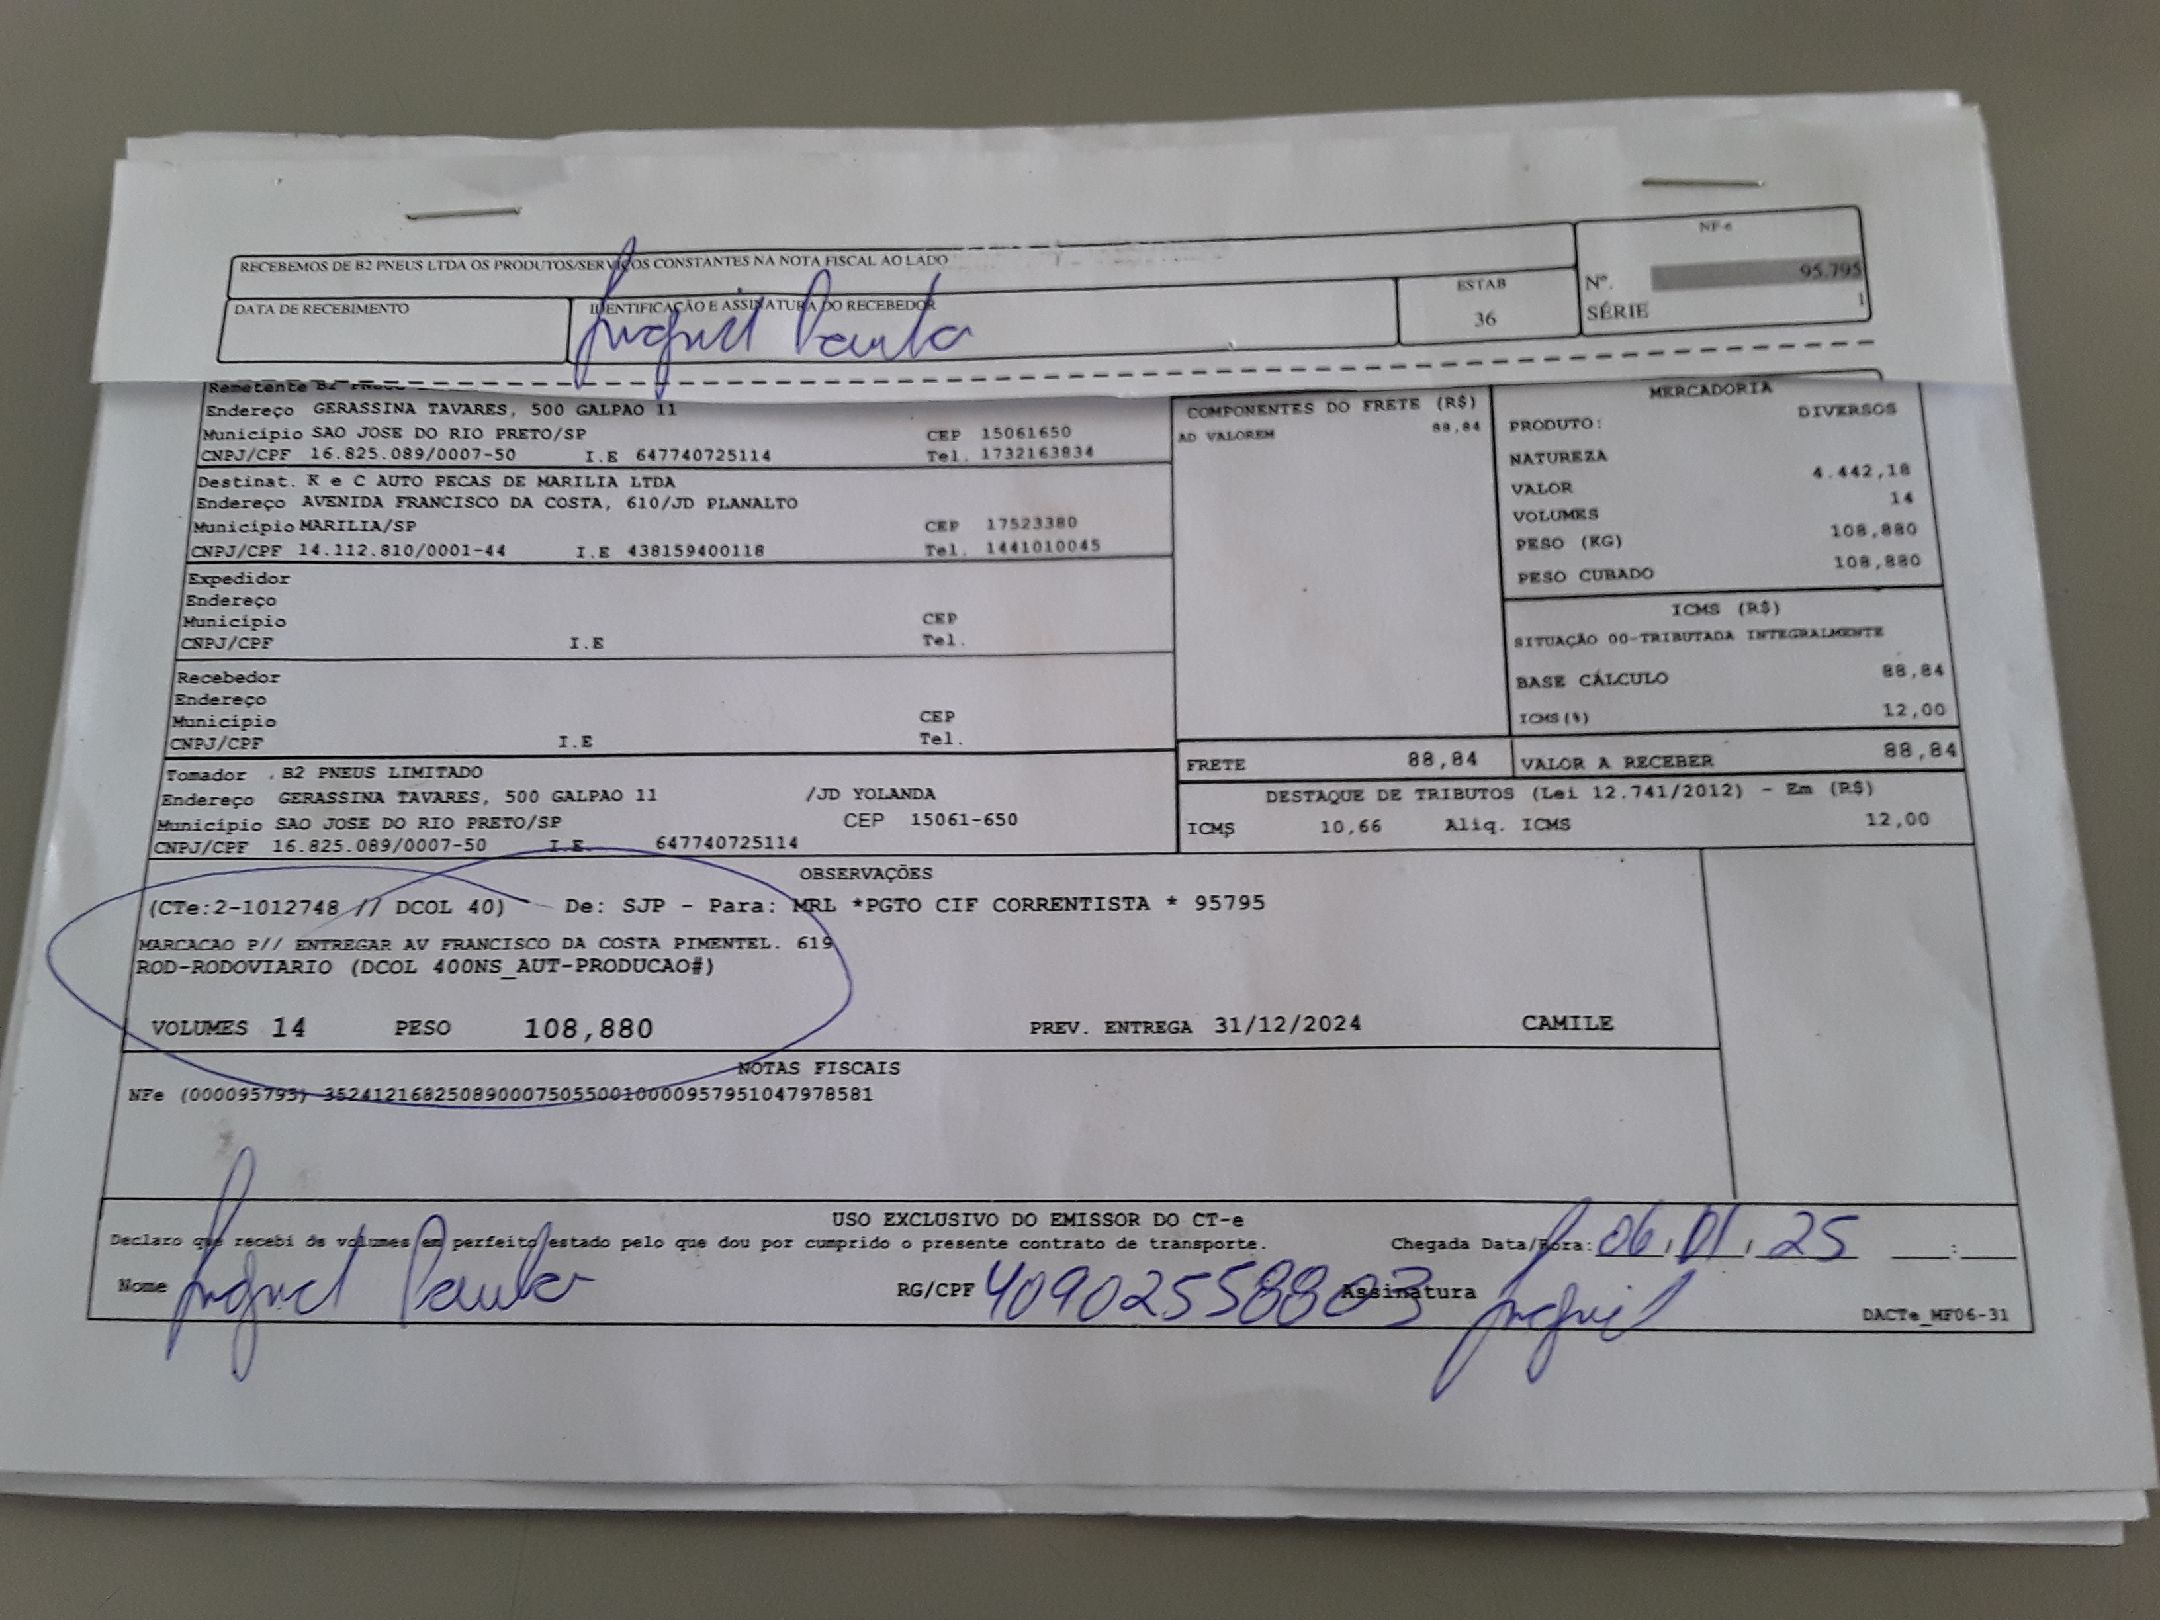 NF-e
RECEBEMOS DE B2 PNEUS LTDA OS PRODUTOS/SERVIÇOS CONSTANTES NA NOTA FISCAL AO LADO
Nº. 95.795
SÉRIE 1
DATA DE RECEBIMENTO IDENTIFICAÇÃO E ASSINATURA DO RECEBEDOR ESTAB
36
Remetente B2
Endereço GERASSINA TAVARES, 500 GALPAO 11
Município SAO JOSE DO RIO PRETO/SP CEP 15061650
CNPJ/CPF 16.825.089/0007-50 I.E 647740725114 Tel. 1732163834
Destinat. K e C AUTO PECAS DE MARILIA LTDA
Endereço AVENIDA FRANCISCO DA COSTA, 610/JD PLANALTO
Município MARILIA/SP CEP 17523380
CNPJ/CPF 14.112.810/0001-44 I.E 438159400118 Tel. 1441010045
Expedidor
Endereço
Município CEP
CNPJ/CPF I.E Tel.
Recebedor
Endereço
Município CEP
CNPJ/CPF I.E Tel.
Tomador . B2 PNEUS LIMITADO
Endereço GERASSINA TAVARES, 500 GALPAO 11 /JD YOLANDA
Município SAO JOSE DO RIO PRETO/SP CEP 15061-650
CNPJ/CPF 16.825.089/0007-50 I.E. 647740725114
COMPONENTES DO FRETE (R$)
AD VALOREM 88,84
MERCADORIA
PRODUTO: DIVERSOS
NATUREZA
VALOR 4.442,18
VOLUMES 14
PESO (KG) 108,880
PESO CUBADO 108,880
ICMS (R$)
SITUAÇÃO 00-TRIBUTADA INTEGRALMENTE
BASE CÁLCULO 88,84
ICMS(%) 12,00
FRETE 88,84 VALOR A RECEBER 88,84
DESTAQUE DE TRIBUTOS (Lei 12.741/2012) - Em (R$)
ICMS 10,66 Aliq. ICMS 12,00
OBSERVAÇÕES
(CTe:2-1012748 // DCOL 40) De: SJP - Para: MRL *PGTO CIF CORRENTISTA * 95795
MARCACAO P// ENTREGAR AV FRANCISCO DA COSTA PIMENTEL. 619
ROD-RODOVIARIO (DCOL 400NS_AUT-PRODUCAO#)
VOLUMES 14 PESO 108,880 PREV. ENTREGA 31/12/2024 CAMILE
NOTAS FISCAIS
NFe (000095795) 35241216825089000750550010000957951047978581
USO EXCLUSIVO DO EMISSOR DO CT-e
Declaro que recebi os volumes em perfeito estado pelo que dou por cumprido o presente contrato de transporte. Chegada Data/Hora: 06/01/25 :
Nome RG/CPF 40902558803 Assinatura
DACTe_MF06-31